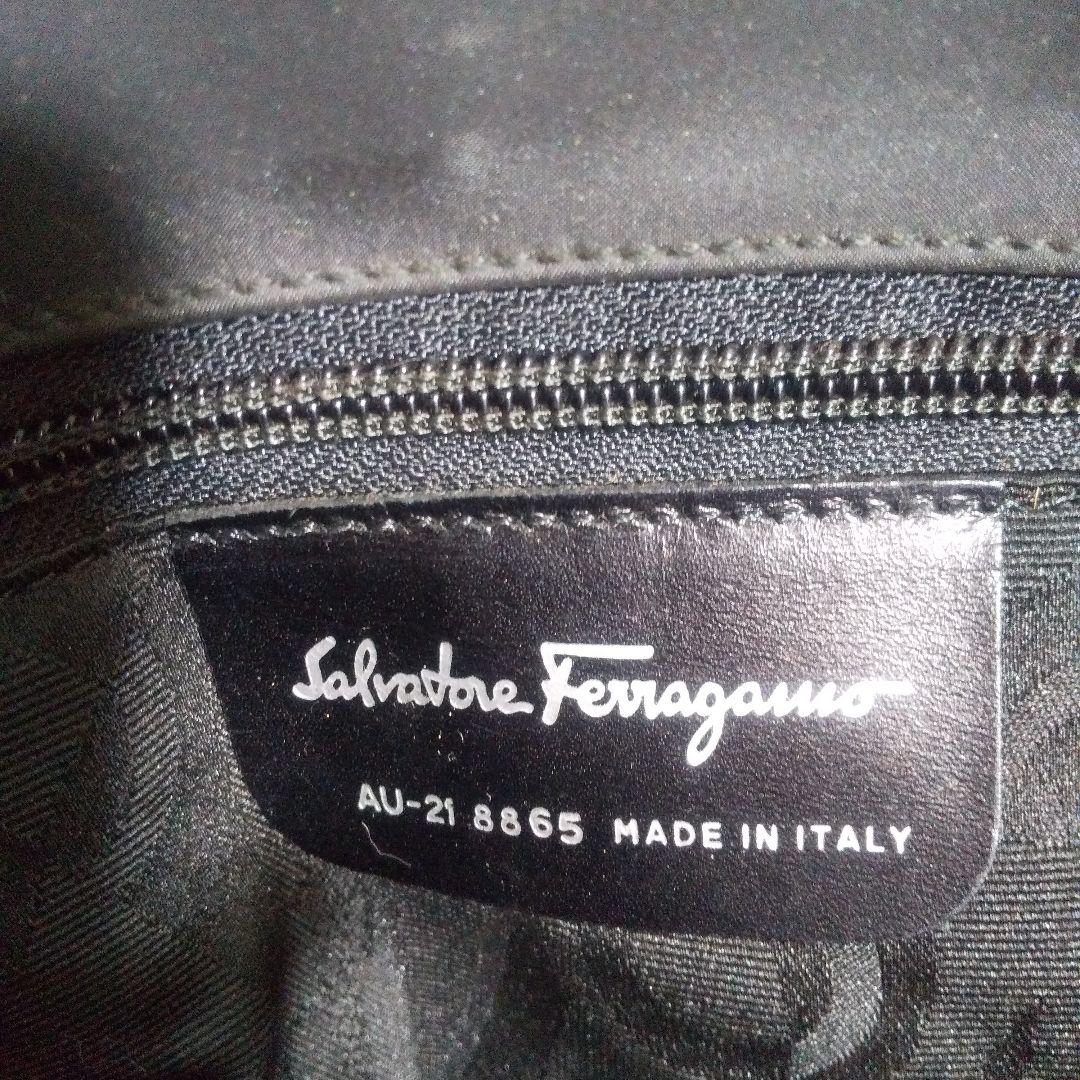 Salvatore Ferragamo
AU-21 8865 MADE IN ITALY